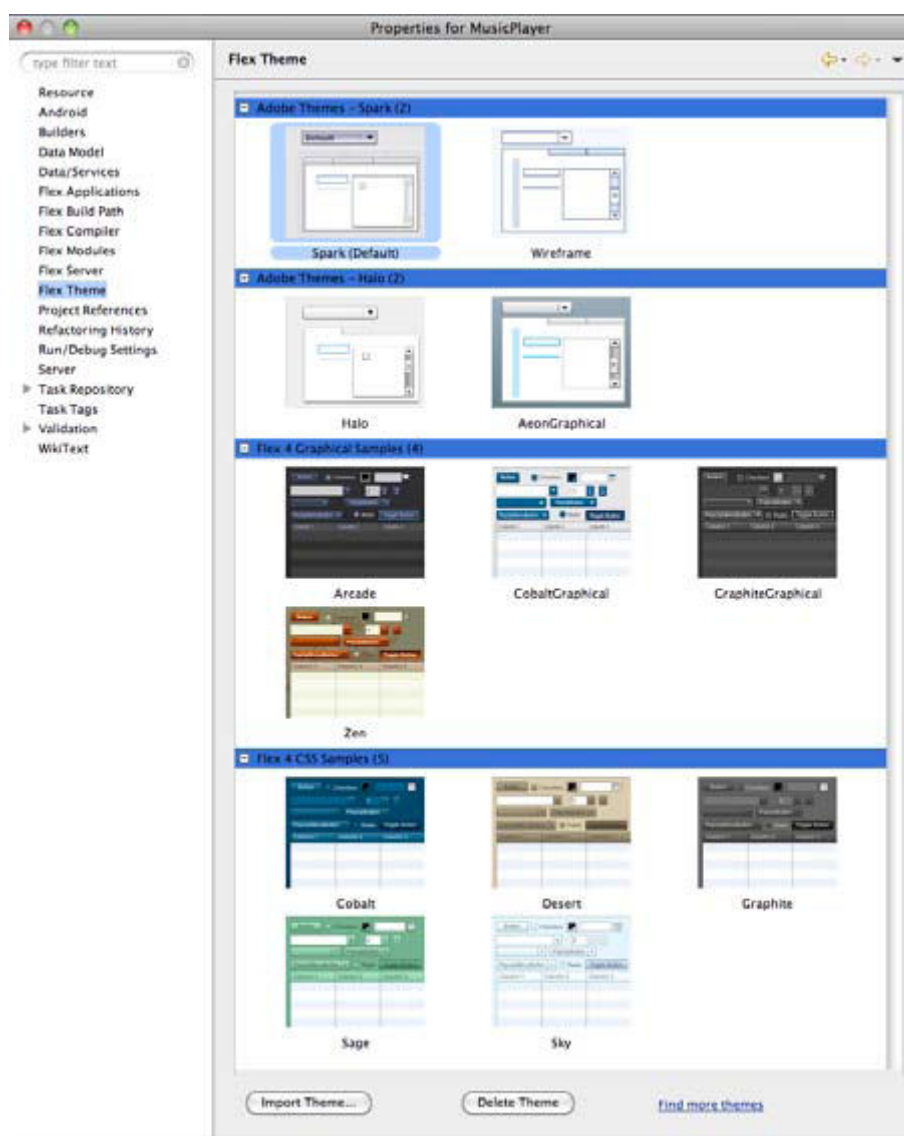 Properties for MusicPlayer
type filter text
Flex Theme
Resource
Android
Builders
Data Model
Data/Services
Flex Applications
Flex Build Path
Flex Compiler
Flex Modules
Flex Server
Flex Theme
Project References
Refactoring History
Run/Debug Settings
Server
Task Repository
Task Tags
Validation
WikiText
Adobe Themes - Spark (2)
Default
Spark (Default)
Wireframe
Adobe Themes - Halo (2)
Halo
AeonGraphical
Flex 4 Graphical Samples (4)
Arcade
CobaltGraphical
GraphiteGraphical
Zen
Flex 4 CSS Samples (5)
Cobalt
Desert
Graphite
Sage
Sky
Import Theme...
Delete Theme
Find more themes